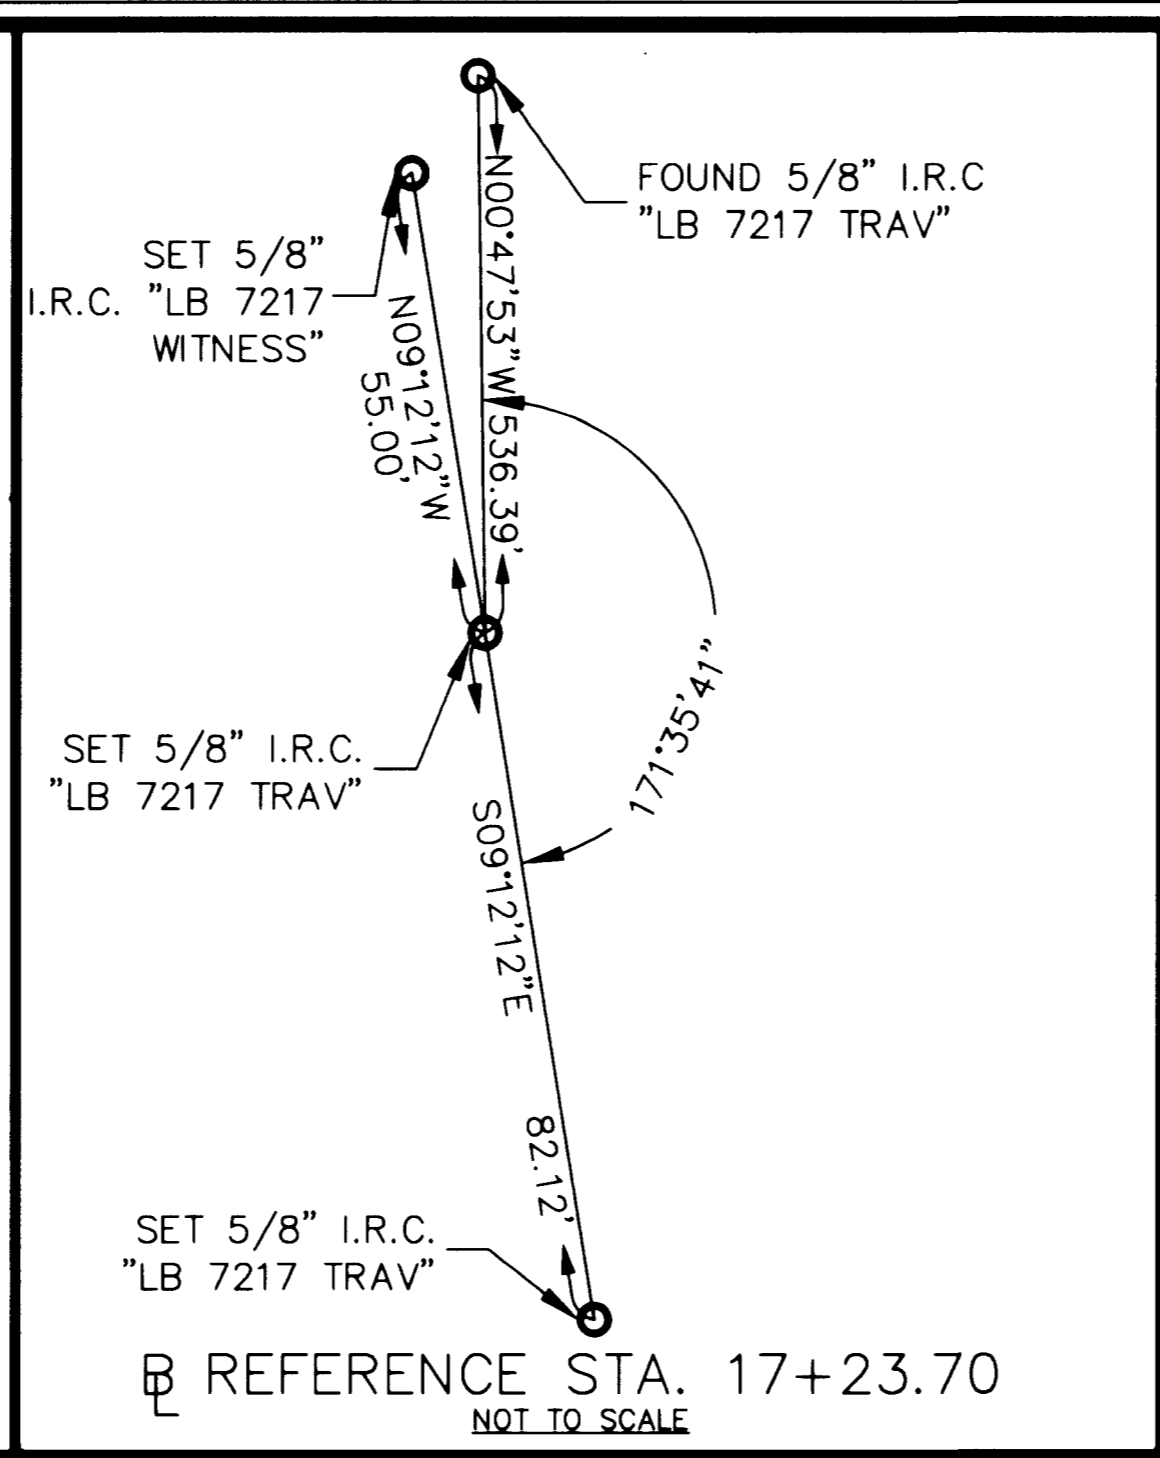 FOUND 5/8" I.R.C
"LB 7217 TRAV"
SET 5/8"
I.R.C. "LB 7217
WITNESS"
N00°47'53"W 536.39'
N09°12'12"W
55.00'
171°35'41"
SET 5/8" I.R.C.
"LB 7217 TRAV"
S09°12'12"E
82.12'
SET 5/8" I.R.C.
"LB 7217 TRAV"
BL REFERENCE STA. 17+23.70
NOT TO SCALE